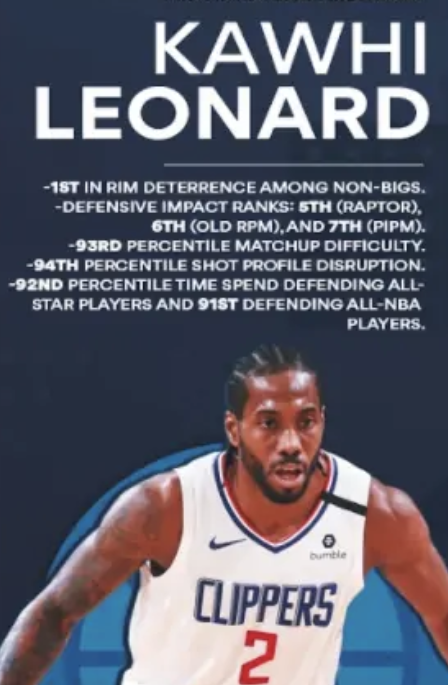 KAWHI
LEONARD
-1ST IN RIM DETERRENCE AMONG NON-BIGS.
-DEFENSIVE IMPACT RANKS: 5TH (RAPTOR),
6TH (OLD RPM), AND 7TH (PIPM).
-93RD PERCENTILE MATCHUP DIFFICULTY.
-94TH PERCENTILE SHOT PROFILE DISRUPTION.
-92ND PERCENTILE TIME SPEND DEFENDING ALL-
STAR PLAYERS AND 91ST DEFENDING ALL-NBA
PLAYERS.
bumble
CLIPPERS
2